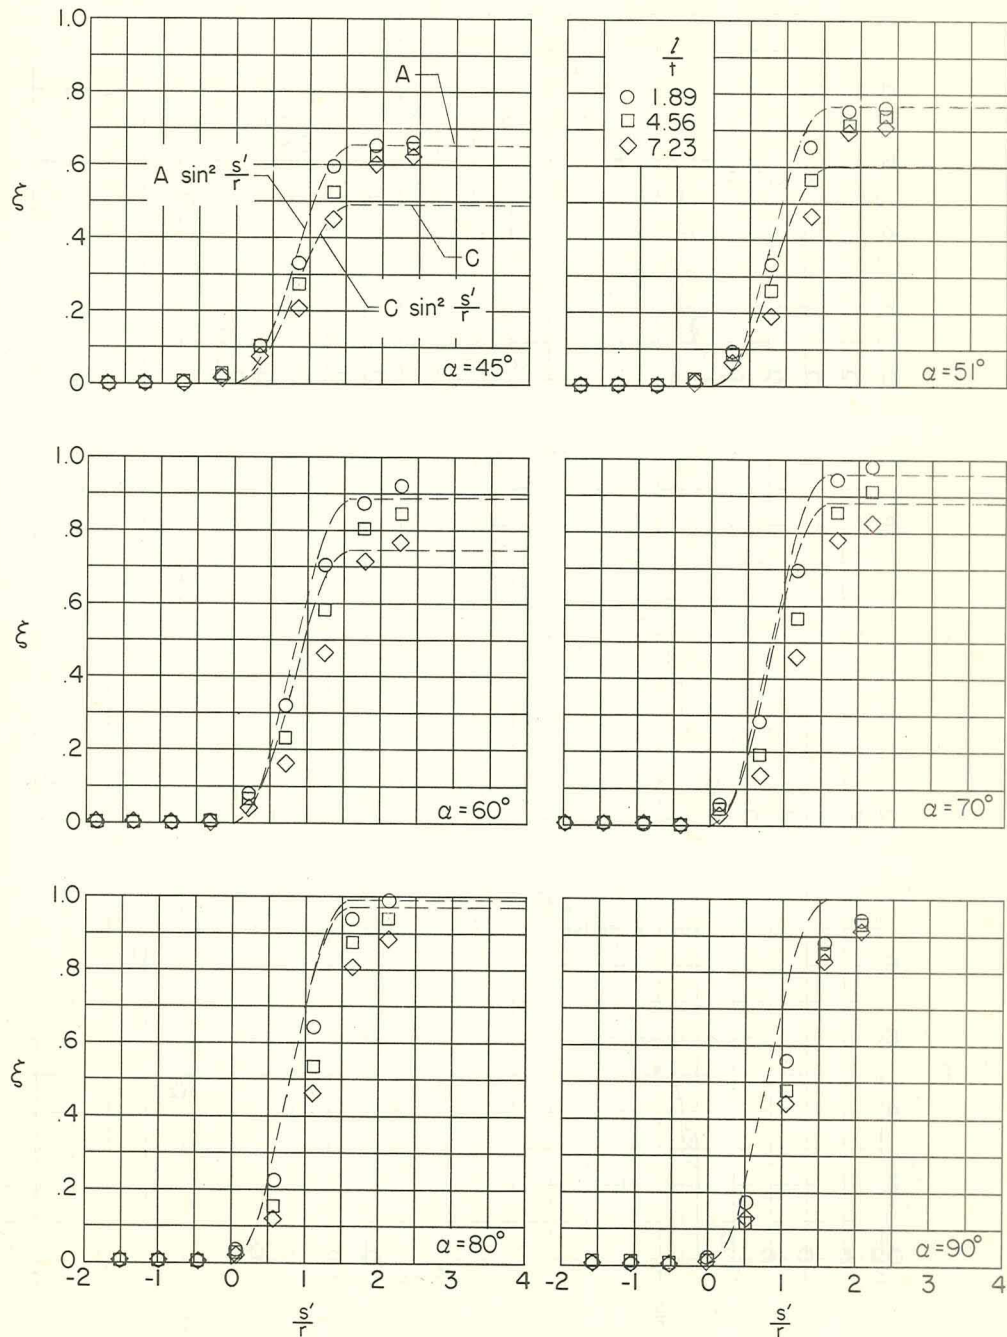 1.0
.8
.6
.4
.2
0
ξ
A
A sin² s'/r
C
C sin² s'/r
α = 45°
l/t
○ 1.89
□ 4.56
◇ 7.23
α = 51°
1.0
.8
.6
.4
.2
0
ξ
α = 60°
α = 70°
1.0
.8
.6
.4
.2
0
ξ
α = 80°
α = 90°
-2 -1 0 1 2 3 4
s'/r
-2 -1 0 1 2 3 4
s'/r